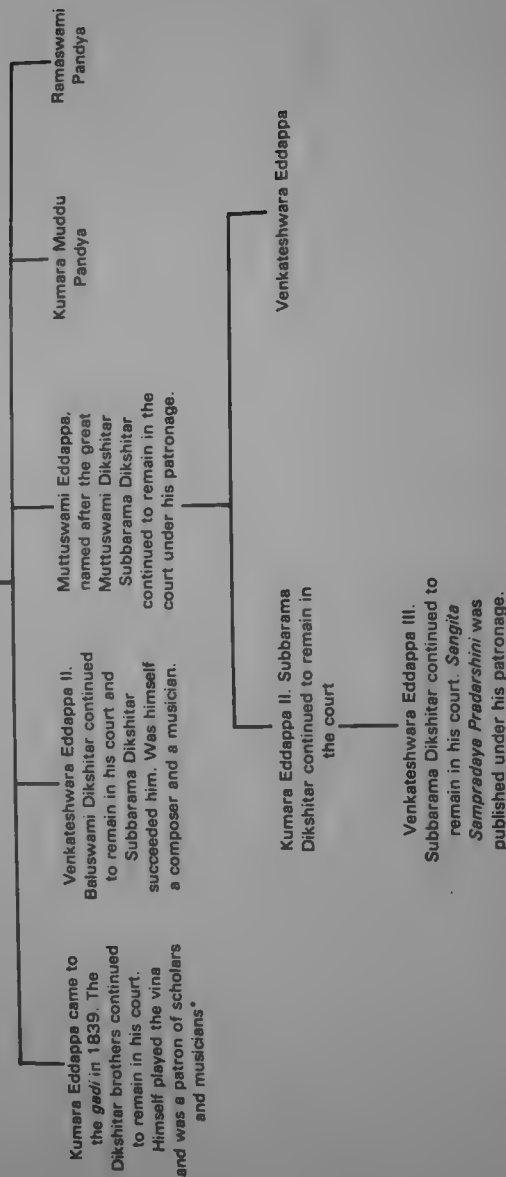 Kumara Eddappa came to
the gadi in 1839. The
Dikshitar brothers continued
to remain in his court.
Himself played the vina
and was a patron of scholars
and musicians*
Venkateshwara Eddappa II.
Baluswami Dikshitar continued
to remain in his court and
Subbarama Dikshitar
succeeded him. Was himself
a composer and a musician.
Muttuswami Eddappa,
named after the great
Muttuswami Dikshitar
Subbarama Dikshitar
continued to remain in the
court under his patronage.
Kumara Muddu
Pandya
Ramaswami
Pandya
Kumara Eddappa II. Subbarama
Dikshitar continued to remain in
the court
Venkateshwara Eddappa
Venkateshwara Eddappa III.
Subbarama Dikshitar continued to
remain in his court. Sangita
Sampradaya Pradarshini was
published under his patronage.